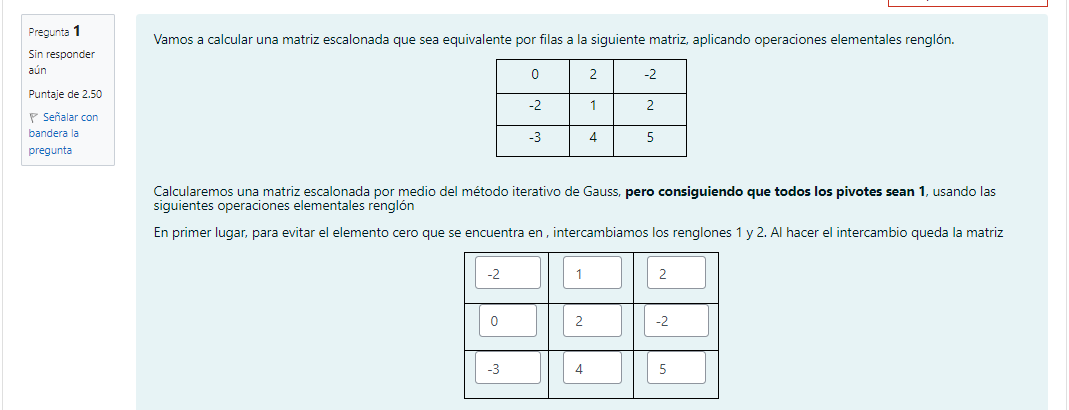 Pregunta 1
Sin responder
aún
Puntaje de 2.50
Señalar con
bandera la
pregunta
Vamos a calcular una matriz escalonada que sea equivalente por filas a la siguiente matriz, aplicando operaciones elementales renglón.
0 2 -2
-2 1 2
-3 4 5
Calcularemos una matriz escalonada por medio del método iterativo de Gauss, pero consiguiendo que todos los pivotes sean 1, usando las
siguientes operaciones elementales renglón
En primer lugar, para evitar el elemento cero que se encuentra en , intercambiamos los renglones 1 y 2. Al hacer el intercambio queda la matriz
-2 1 2
0 2 -2
-3 4 5